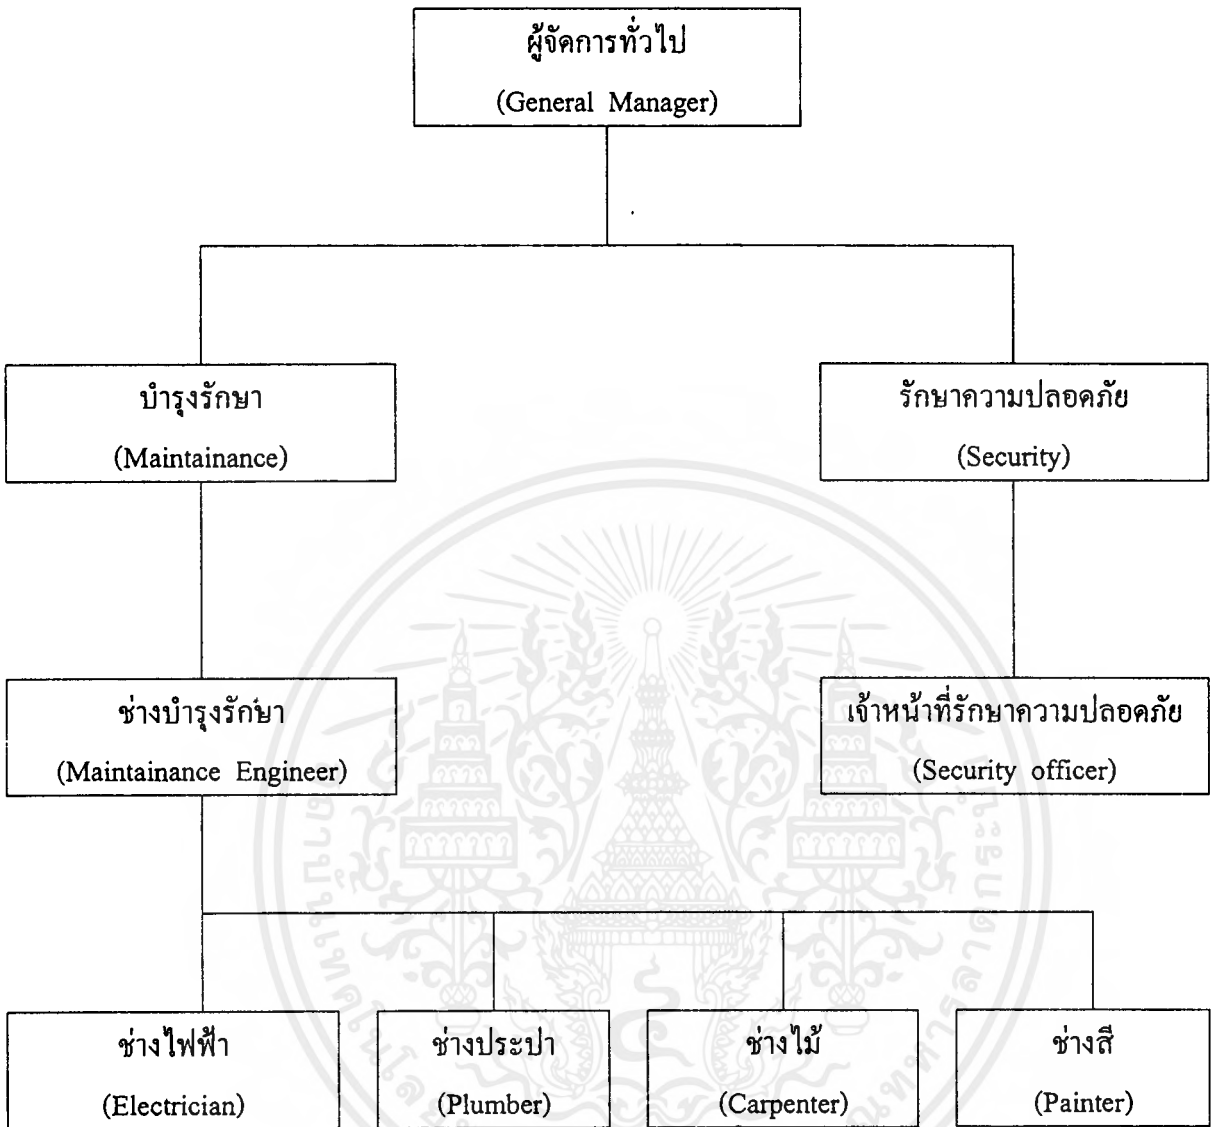 ผู้จัดการทั่วไป
(General Manager)
บำรุงรักษา
(Maintainance)
รักษาความปลอดภัย
(Security)
ช่างบำรุงรักษา
(Maintainance Engineer)
เจ้าหน้าที่รักษาความปลอดภัย
(Security officer)
ช่างไฟฟ้า
(Electrician)
ช่างประปา
(Plumber)
ช่างไม้
(Carpenter)
ช่างสี
(Painter)